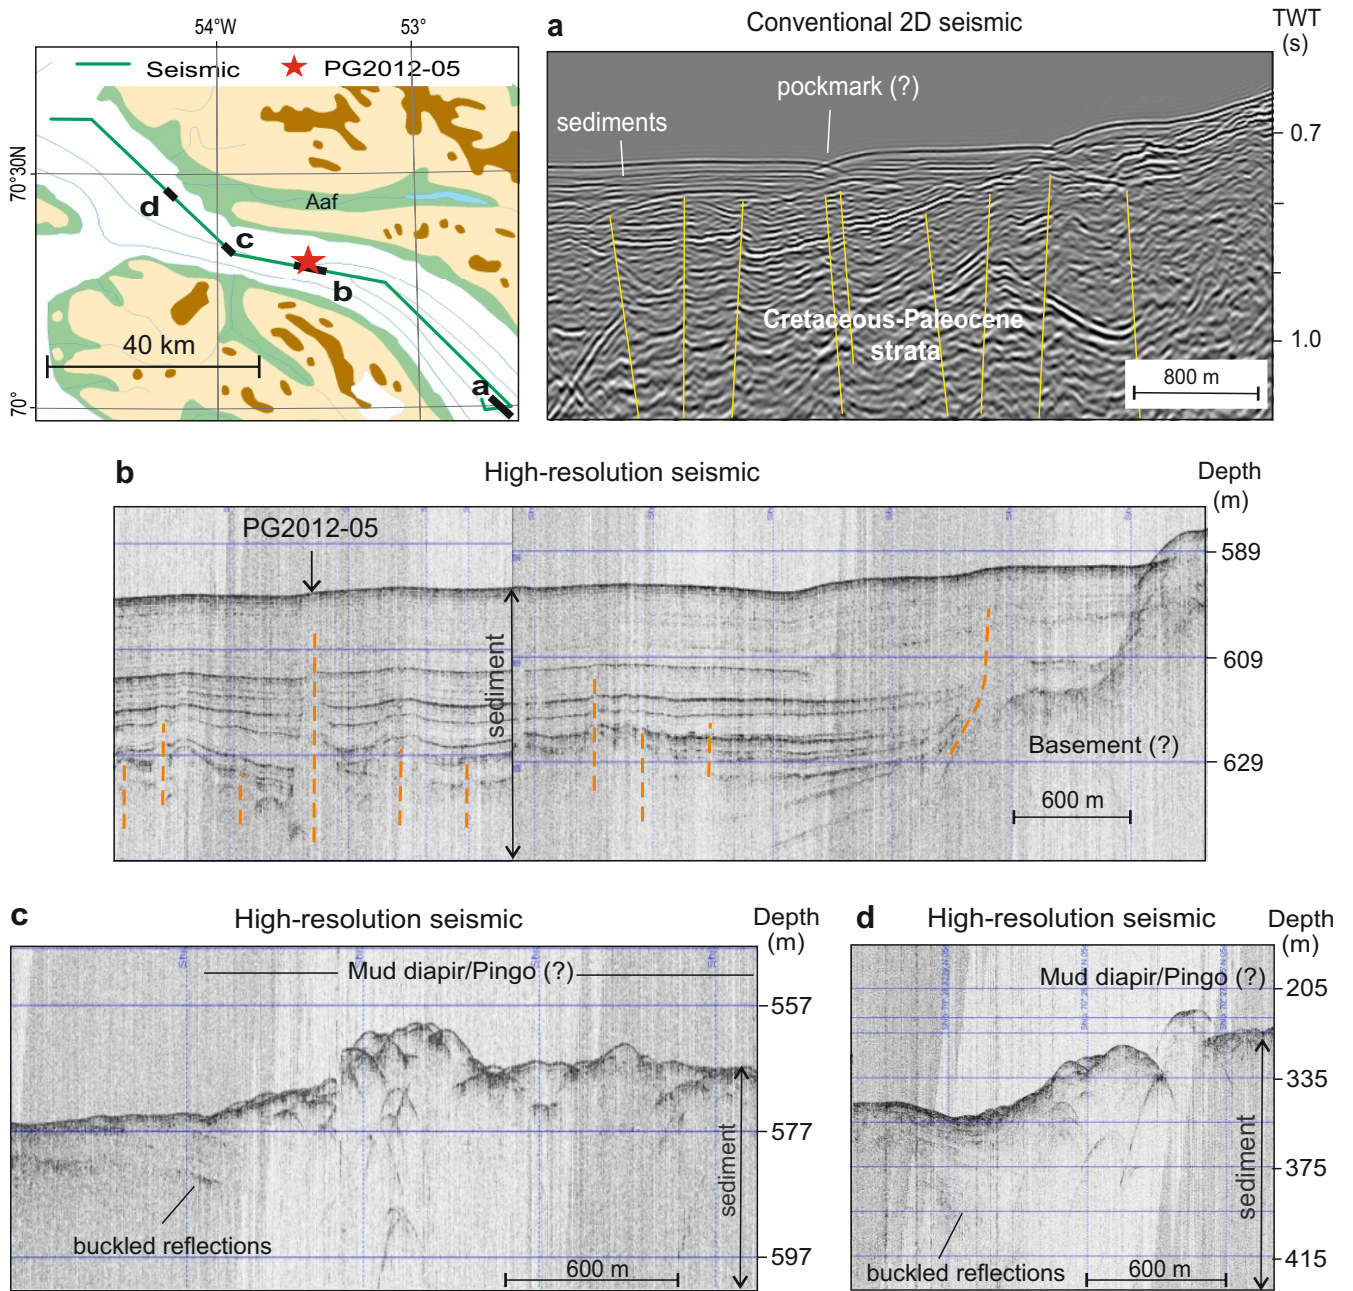 54°W
53°
Seismic
PG2012-05
70°30N
Aaf
d
c
b
40 km
a
70°
a
Conventional 2D seismic
TWT
(s)
pockmark (?)
sediments
0.7
Cretaceous-Paleocene
strata
1.0
800 m
b
High-resolution seismic
Depth
(m)
PG2012-05
589
sediment
609
Basement (?)
629
600 m
c
High-resolution seismic
Depth
(m)
Mud diapir/Pingo (?)
557
577
sediment
buckled reflections
597
600 m
d
High-resolution seismic
Depth
(m)
Mud diapir/Pingo (?)
205
335
375
sediment
buckled reflections
415
600 m